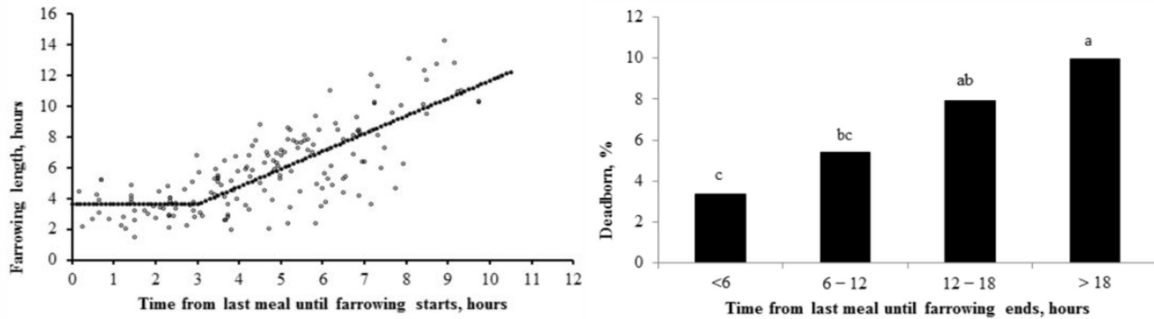 16
14
12
10
8
6
4
2
0
Farrowing length, hours
0 1 2 3 4 5 6 7 8 9 10 11 12
Time from last meal until farrowing starts, hours
12
10
8
6
4
2
0
Deadborn, %
c
bc
ab
a
<6 6 – 12 12 – 18 > 18
Time from last meal until farrowing ends, hours